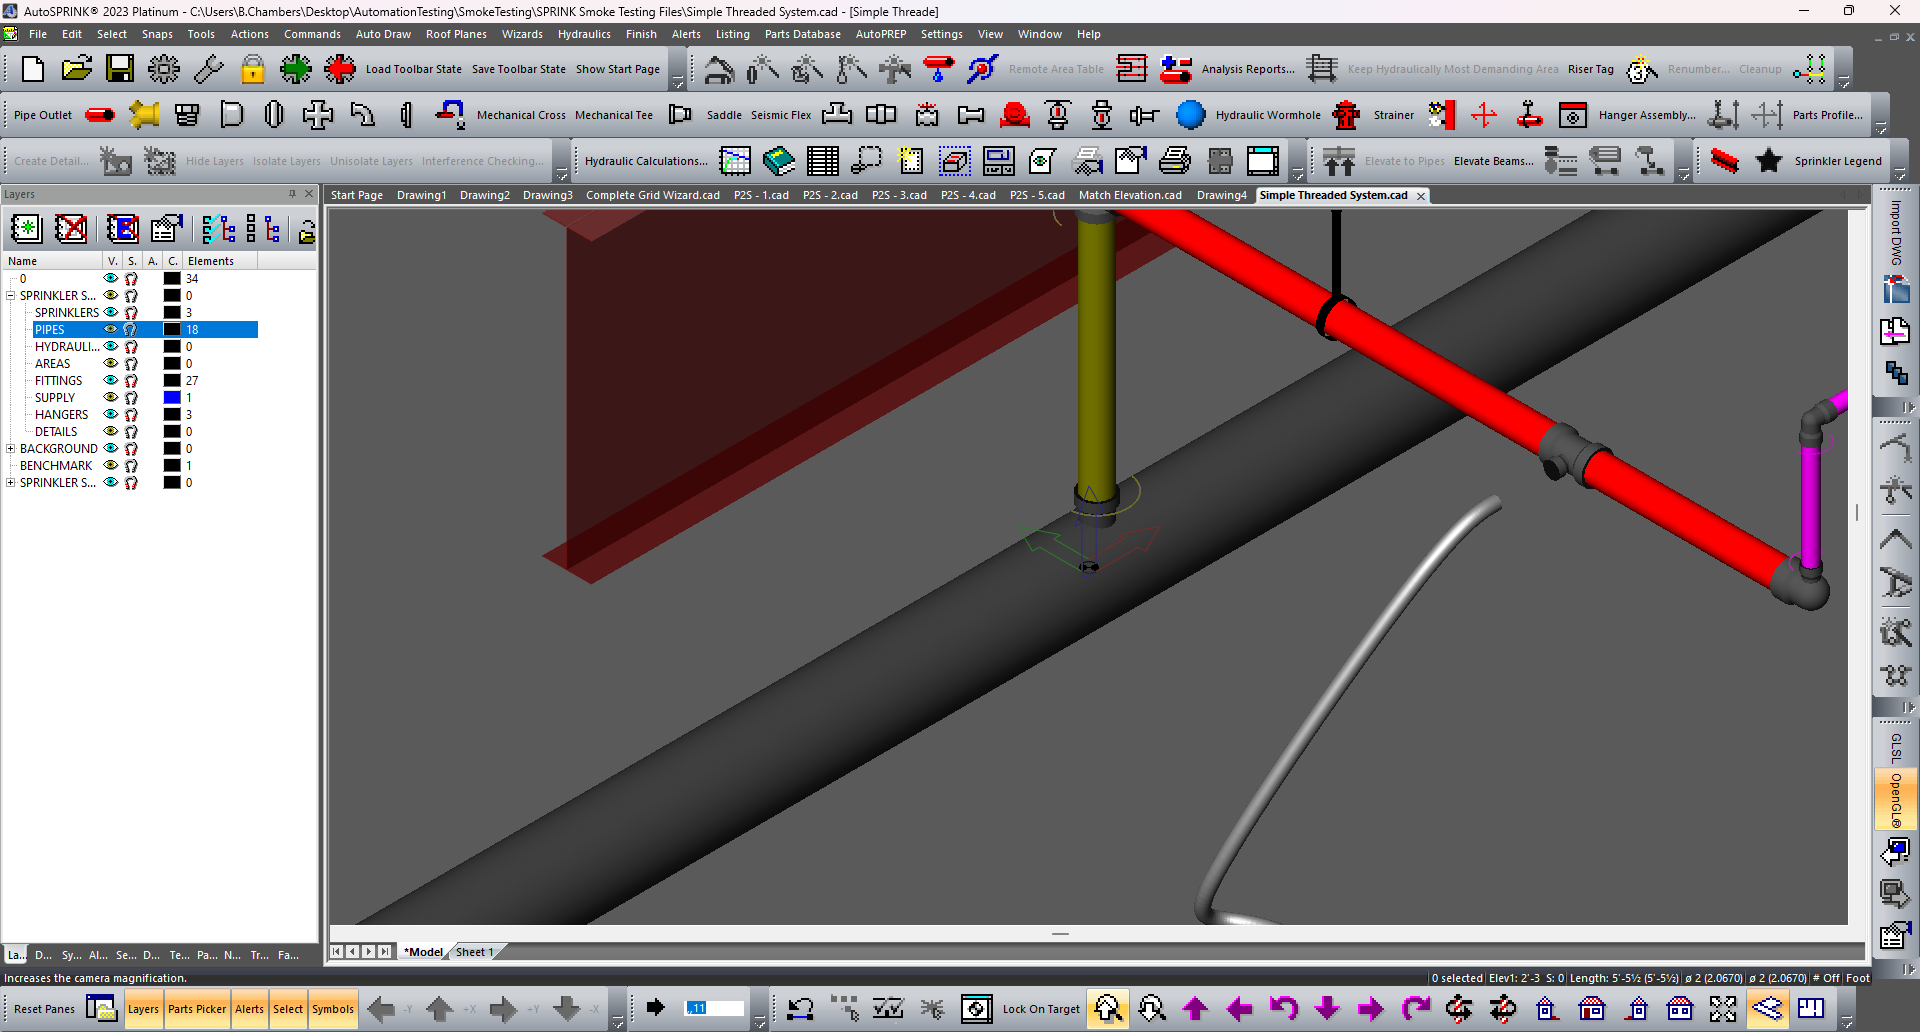 AutoSPRINK® 2023 Platinum - C:\Users\B.Chambers\Desktop\AutomationTesting\SmokeTesting\SPRINK Smoke Testing Files\Simple Threaded System.cad - [Simple Threade]
File Edit Select Snaps Tools Actions Commands Auto Draw Roof Planes Wizards Hydraulics Finish Alerts Listing Parts Database AutoPREP Settings View Window Help
Load Toolbar State Save Toolbar State Show Start Page Remote Area Table Analysis Reports... Keep Hydraulically Most Demanding Area Riser Tag Renumber... Cleanup
Pipe Outlet Mechanical Cross Mechanical Tee Saddle Seismic Flex Hydraulic Wormhole Strainer Hanger Assembly... Parts Profile...
Create Detail... Hide Layers Isolate Layers Unisolate Layers Interference Checking... Hydraulic Calculations... Elevate to Pipes Elevate Beams... Sprinkler Legend
Layers
Start Page Drawing1 Drawing2 Drawing3 Complete Grid Wizard.cad P2S - 1.cad P2S - 2.cad P2S - 3.cad P2S - 4.cad P2S - 5.cad Match Elevation.cad Drawing4 Simple Threaded System.cad
Name V. S. A. C. Elements
0 34
SPRINKLER S... 0
SPRINKLERS 3
PIPES 18
HYDRAULI... 0
AREAS 0
FITTINGS 27
SUPPLY 1
HANGERS 3
DETAILS 0
BACKGROUND 0
BENCHMARK 1
SPRINKLER S... 0
Import DWG
GLSL
OpenGL®
*Model Sheet 1
La... D... Sy... Al... Se... D... Te... Pa... N... Tr... Fa...
Increases the camera magnification.
0 selected Elev1: 2'-3 S: 0 Length: 5'-5½ (5'-5½) ø 2 (2.0670) ø 2 (2.0670) # Off Foot
Reset Panes Layers Parts Picker Alerts Select Symbols -Y +X +Y -X ,,11 Lock On Target